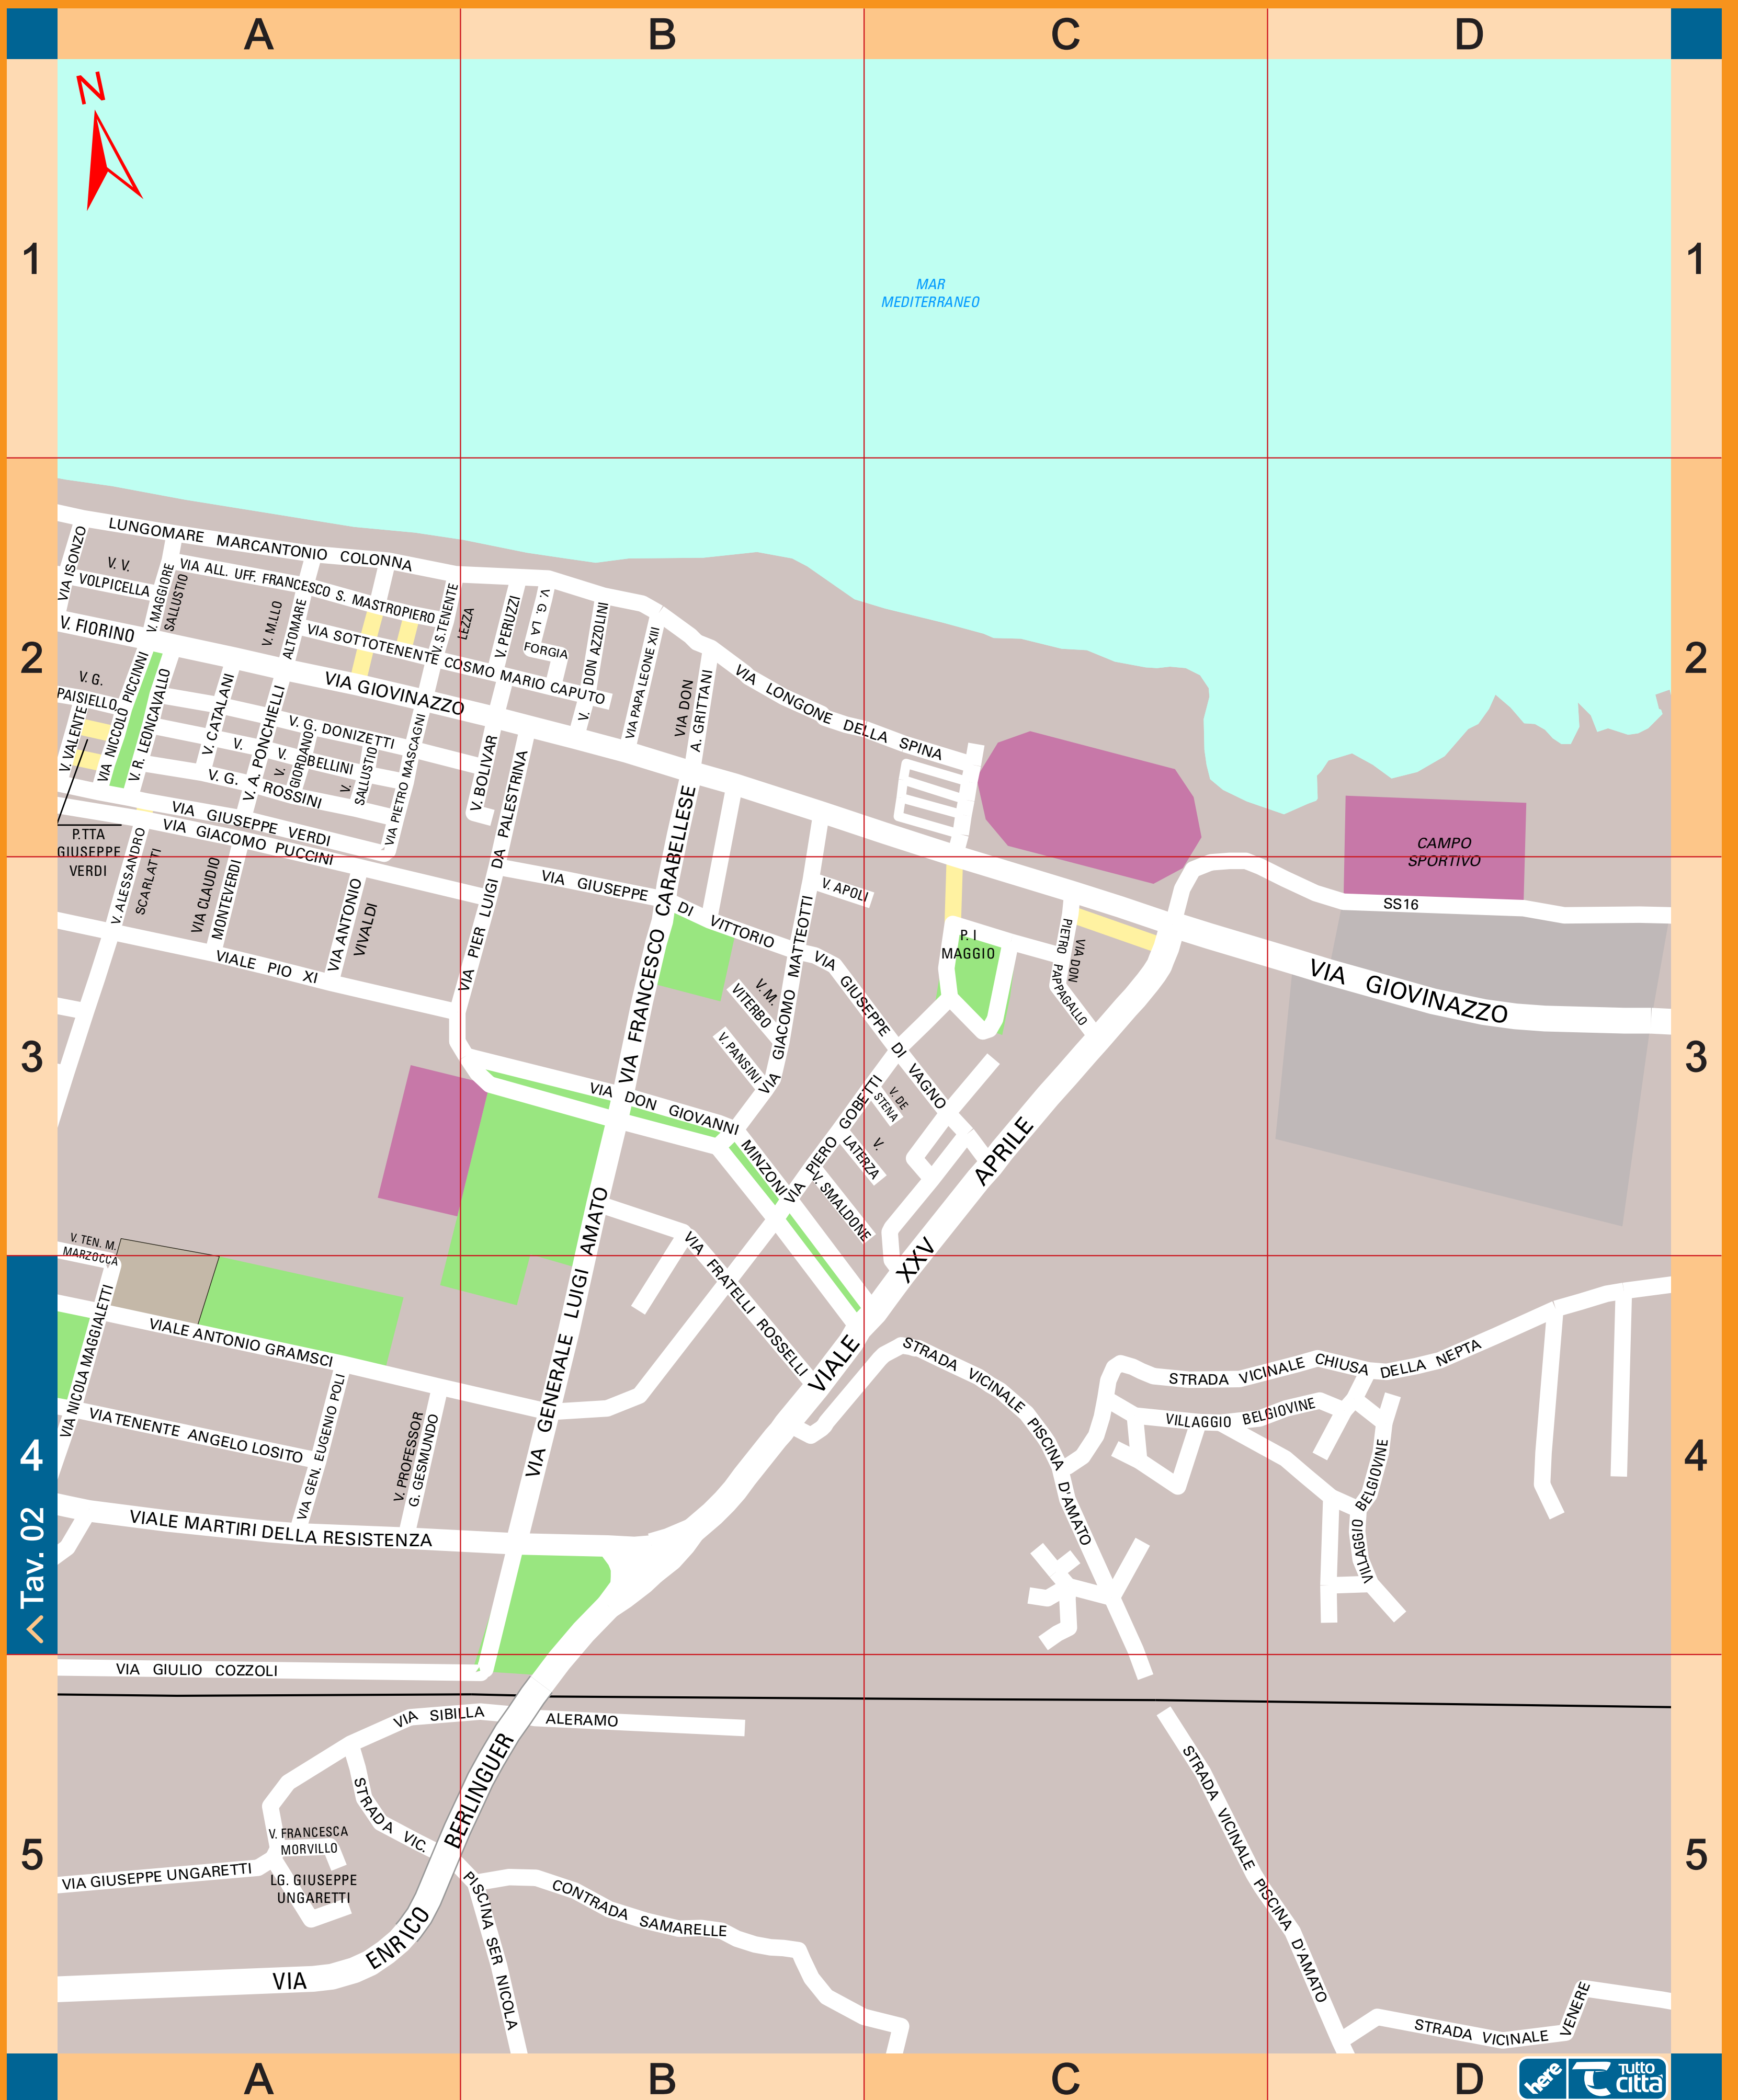 A B C D
N
1 1
MAR
MEDITERRANEO
2 2
LUNGOMARE MARCANTONIO COLONNA
VIA ISONZO
V. V.
VOLPICELLA
V. MAGGIORE
SALLUSTIO
VIA ALL. UFF. FRANCESCO S. MASTROPIERO
V. S.TENENTE
LEZZA
V. FIORINO
V. M.LLO
ALTOMARE
VIA SOTTOTENENTE COSMO MARIO CAPUTO
V. PERUZZI
V. G. LA
FORGIA
V. DON AZZOLINI
VIA PAPA LEONE XIII
VIA DON
A. GRITTANI
VIA LONGONE DELLA SPINA
V. G.
PAISIELLO
V. VALENTE
VIA NICCOLO PICCINNI
V. R. LEONCAVALLO
V. CATALANI
V. A. PONCHIELLI
VIA GIOVINAZZO
V. G. DONIZETTI
V. V. BELLINI
V.
GIORDANO
V.
SALLUSTIO
V. G. ROSSINI
VIA PIETRO MASCAGNI
V. BOLIVAR
VIA PIER LUIGI DA PALESTRINA
VIA GIUSEPPE VERDI
VIA GIACOMO PUCCINI
P.TTA
GIUSEPPE
VERDI
CAMPO
SPORTIVO
SS16
3 3
V. ALESSANDRO
SCARLATTI
VIA CLAUDIO
MONTEVERDI
VIA ANTONIO
VIVALDI
VIALE PIO XI
VIA FRANCESCO CARABELLESE
VIA GIUSEPPE DI VITTORIO
V. APOLI
VIA GIACOMO MATTEOTTI
V. M.
VITERBO
V. PANSINI
VIA GIUSEPPE DI VAGNO
P. I
MAGGIO
VIA DON
PIETRO PAPPAGALLO
VIA GIOVINAZZO
VIA DON GIOVANNI MINZONI
VIA PIERO GOBETTI
V. DE
STENA
V.
LATERZA
V. SMALDONE
VIALE XXV APRILE
V. TEN. M.
MARZOCCA
4 4
Tav. 02
VIA NICOLA MAGGIALETTI
VIALE ANTONIO GRAMSCI
VIA TENENTE ANGELO LOSITO
VIA GEN. EUGENIO POLI
V. PROFESSOR
G. GESMUNDO
VIALE MARTIRI DELLA RESISTENZA
VIA GENERALE LUIGI AMATO
VIA FRATELLI ROSSELLI
STRADA VICINALE PISCINA D'AMATO
STRADA VICINALE CHIUSA DELLA NEPTA
VILLAGGIO BELGIOVINE
VILLAGGIO BELGIOVINE
5 5
VIA GIULIO COZZOLI
VIA SIBILLA ALERAMO
STRADA VIC. PISCINA SER NICOLA
V. FRANCESCA
MORVILLO
VIA GIUSEPPE UNGARETTI
LG. GIUSEPPE
UNGARETTI
VIA ENRICO BERLINGUER
CONTRADA SAMARELLE
STRADA VICINALE PISCINA D'AMATO
STRADA VICINALE VENERE
A B C D
here
TUTTO
Città